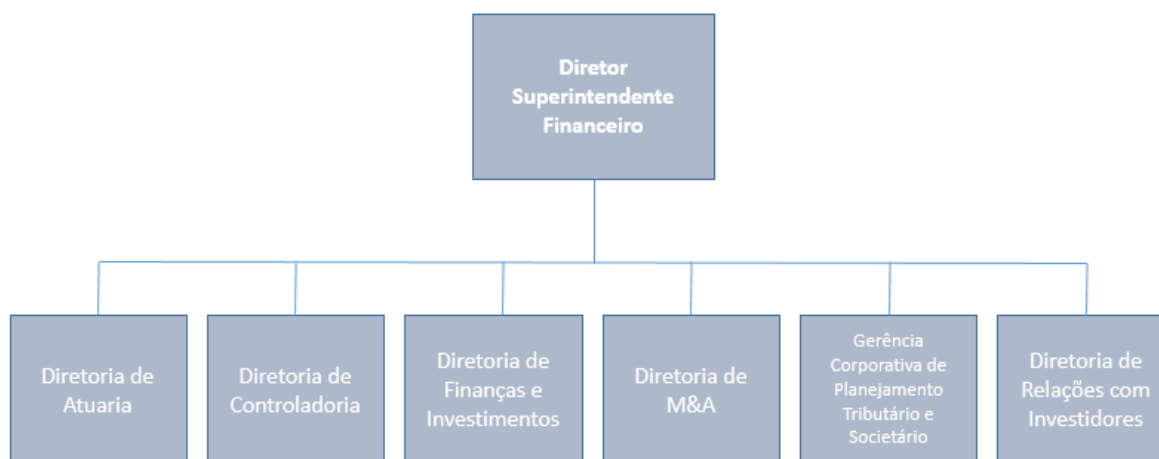 Diretor
Superintendente
Financeiro
Diretoria de
Atuaria
Diretoria de
Controladoria
Diretoria de
Finanças e
Investimentos
Diretoria de
M&A
Gerência
Corporativa de
Planejamento
Tributário e
Societário
Diretoria de
Relações com
Investidores